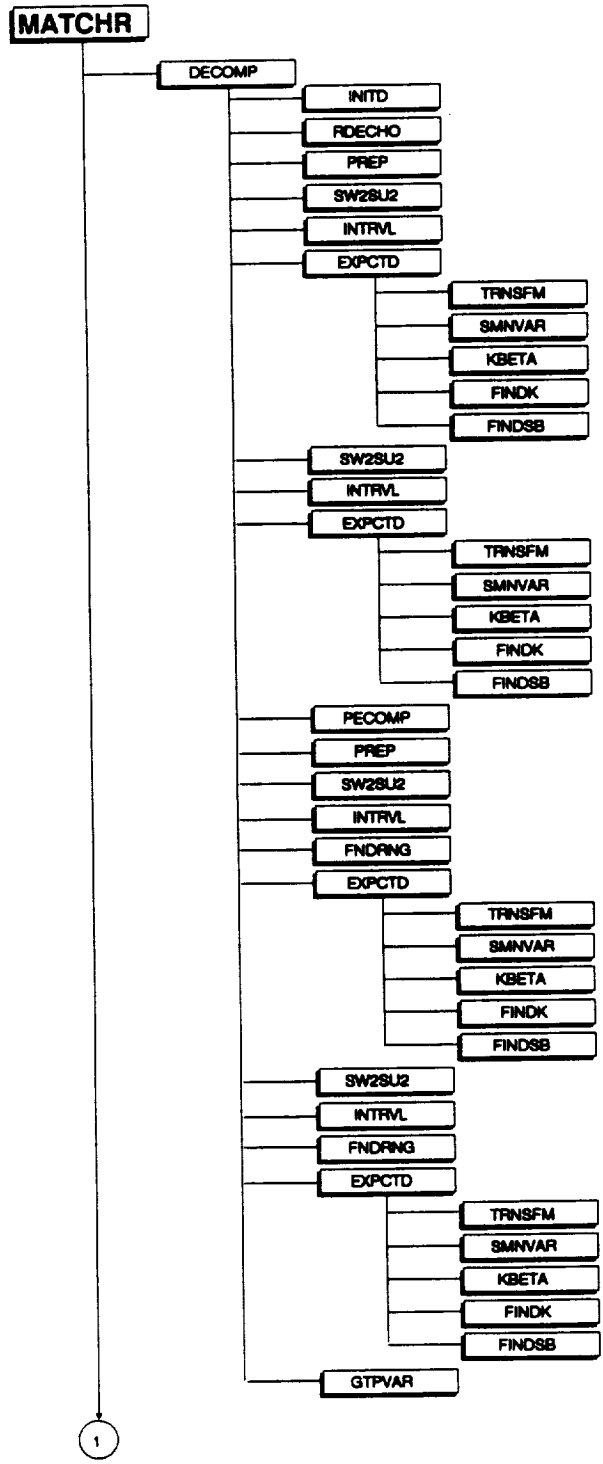 MATCHR
DECOMP
INITD
RDECHO
PREP
SW2SU2
INTRVL
EXPCTD
TRNSFM
SMNVAR
KBETA
FINDK
FINDSB
SW2SU2
INTRVL
EXPCTD
TRNSFM
SMNVAR
KBETA
FINDK
FINDSB
PECOMP
PREP
SW2SU2
INTRVL
FNDRNG
EXPCTD
TRNSFM
SMNVAR
KBETA
FINDK
FINDSB
SW2SU2
INTRVL
FNDRNG
EXPCTD
TRNSFM
SMNVAR
KBETA
FINDK
FINDSB
GTPVAR
1